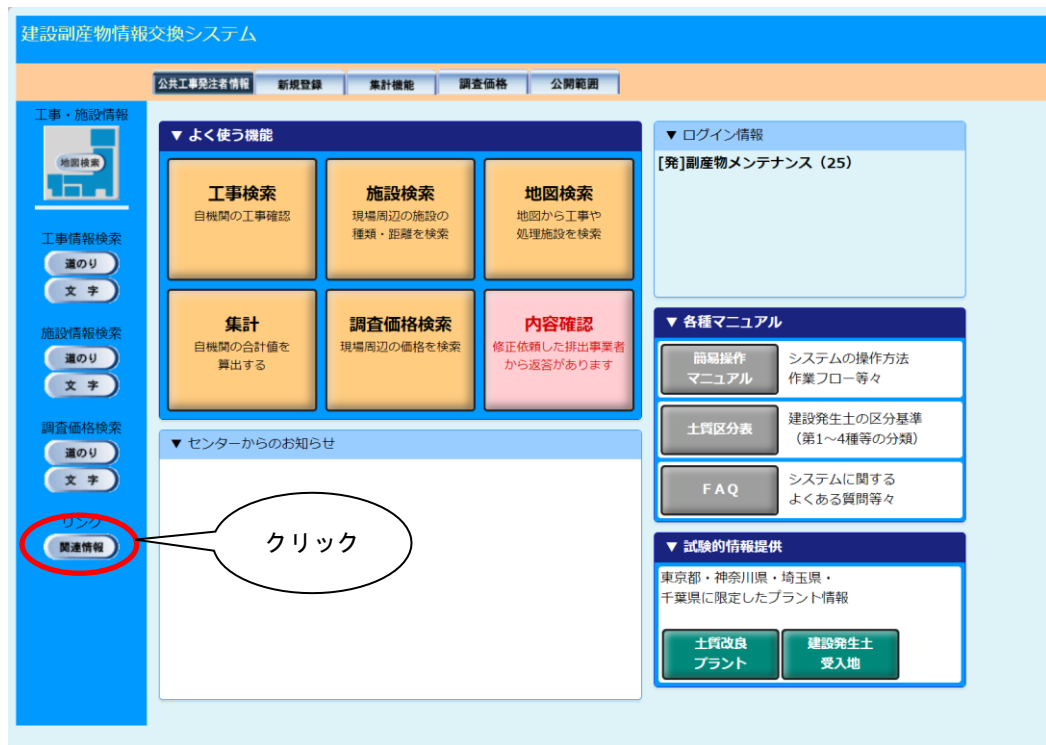 建設副産物情報交換システム
公共工事発注者情報
新規登録
集計機能
調査価格
公開範囲
工事・施設情報
地図検索
工事情報検索
道のり
文 字
施設情報検索
道のり
文 字
調査価格検索
道のり
文 字
リンク
関連情報
クリック
▼ よく使う機能
工事検索
自機関の工事確認
施設検索
現場周辺の施設の
種類・距離を検索
地図検索
地図から工事や
処理施設を検索
集計
自機関の合計値を
算出する
調査価格検索
現場周辺の価格を検索
内容確認
修正依頼した排出事業者
から返答があります
▼ センターからのお知らせ
▼ ログイン情報
[発]副産物メンテナンス（25）
▼ 各種マニュアル
簡易操作
マニュアル
システムの操作方法
作業フロー等々
土質区分表
建設発生土の区分基準
（第1～4種等の分類)
ＦＡＱ
システムに関する
よくある質問等々
▼ 試験的情報提供
東京都・神奈川県・埼玉県・
千葉県に限定したプラント情報
土質改良
プラント
建設発生土
受入地